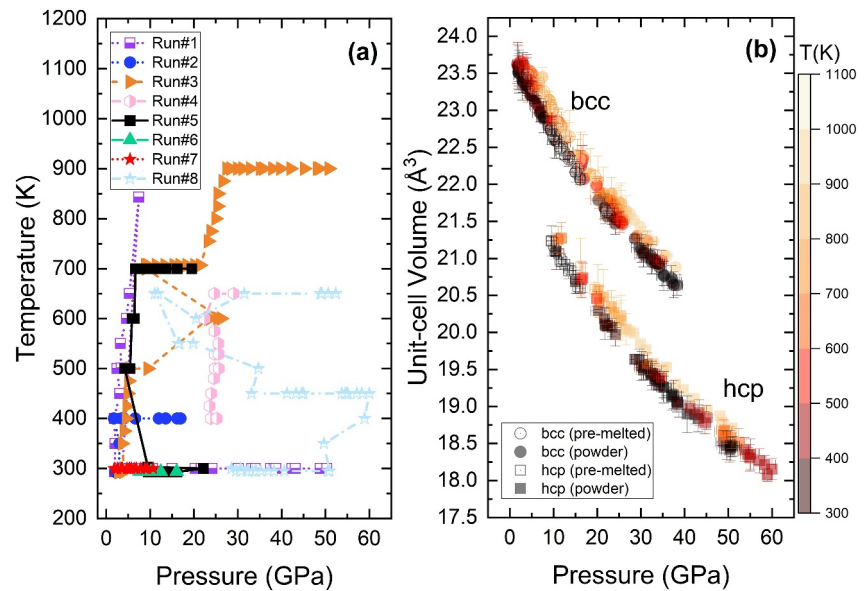 1200
1100
1000
900
800
700
600
500
400
300
200
Temperature (K)
0 10 20 30 40 50 60
Pressure (GPa)
Run#1
Run#2
Run#3
Run#4
Run#5
Run#6
Run#7
Run#8
(a)
24.0
23.5
23.0
22.5
22.0
21.5
21.0
20.5
20.0
19.5
19.0
18.5
18.0
17.5
Unit-cell Volume (Å³)
0 10 20 30 40 50 60
Pressure (GPa)
(b)
bcc
hcp
bcc (pre-melted)
bcc (powder)
hcp (pre-melted)
hcp (powder)
T(K)
1100
1000
900
800
700
600
500
400
300